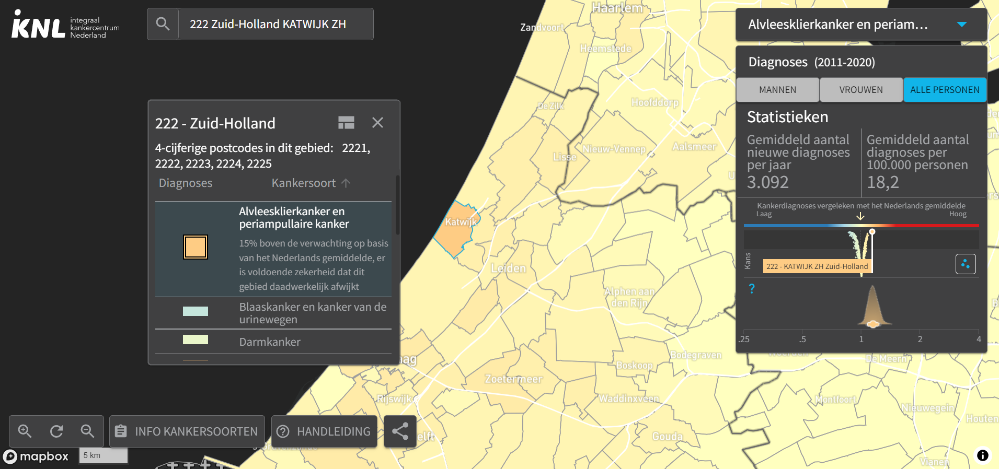 iKNL integraal
kankercentrum
Nederland
222 Zuid-Holland KATWIJK ZH
Alvleesklierkanker en periam...
Diagnoses (2011-2020)
MANNEN VROUWEN ALLE PERSONEN
Statistieken
Gemiddeld aantal
nieuwe diagnoses
per jaar
3.092
Gemiddeld aantal
diagnoses per
100.000 personen
18,2
Kankerdiagnoses vergeleken met het Nederlands gemiddelde
Laag Hoog
Kans
222 - KATWIJK ZH Zuid-Holland
?
.25 .5 1 2 4
222 - Zuid-Holland
4-cijferige postcodes in dit gebied: 2221,
2222, 2223, 2224, 2225
Diagnoses Kankersoort
Alvleesklierkanker en
periampullaire kanker
15% boven de verwachting op basis
van het Nederlands gemiddelde, er
is voldoende zekerheid dat dit
gebied daadwerkelijk afwijkt
Blaaskanker en kanker van de
urinewegen
Darmkanker
Haarlem
Zandvoort
Heemstede
De Zilk
Hoofddorp
Nieuw-Vennep
Aalsmeer
Lisse
Katwijk
Leiden
Alphen aan
den Rijn
Bodegraven
De Meern
Boskoop
Zoetermeer
Rijswijk
Waddinxveen
Montfoort
Nieuwegein
Houten
Gouda
Vianen
INFO KANKERSOORTEN
HANDLEIDING
mapbox
5 km